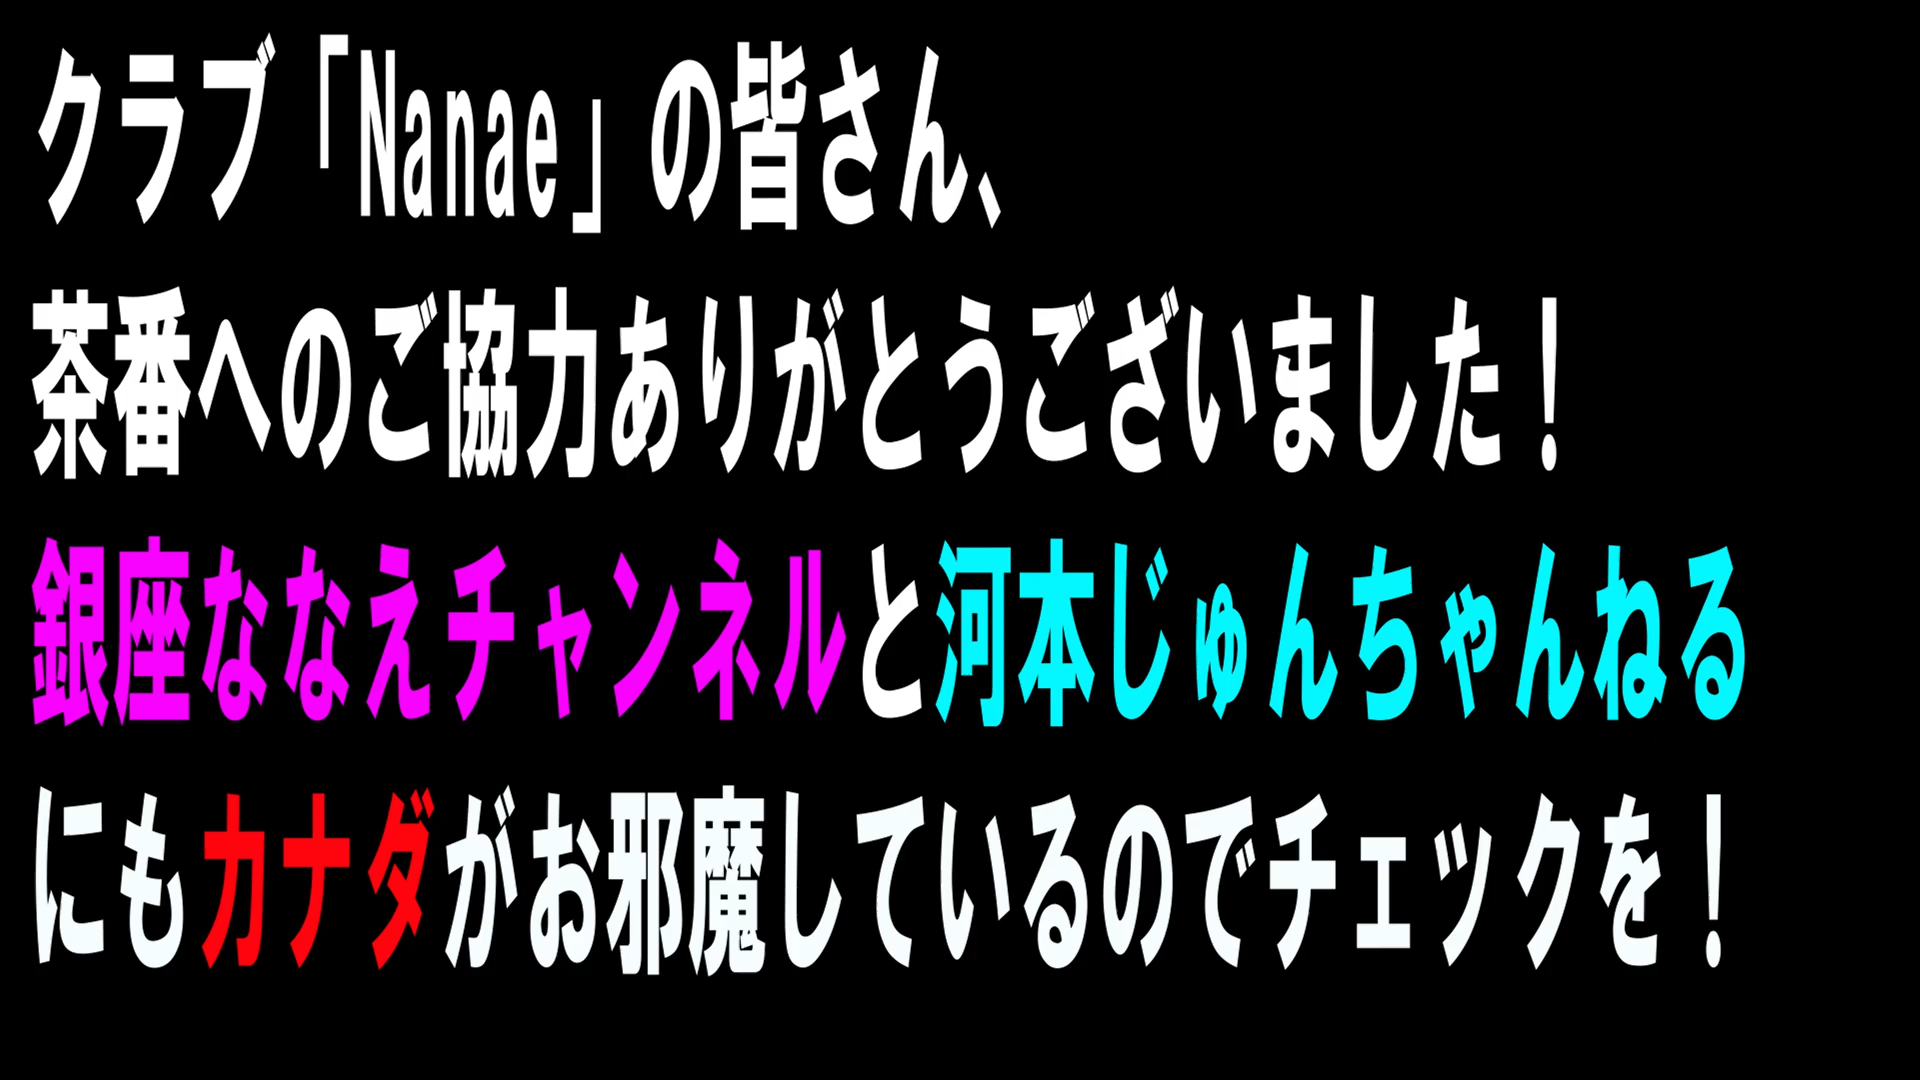 クラブ「Nanae」の皆さん、
茶番へのご協力ありがとうございました！
銀座ななえチャンネルと河本じゅんちゃんねる
にもカナダがお邪魔しているのでチェックを！